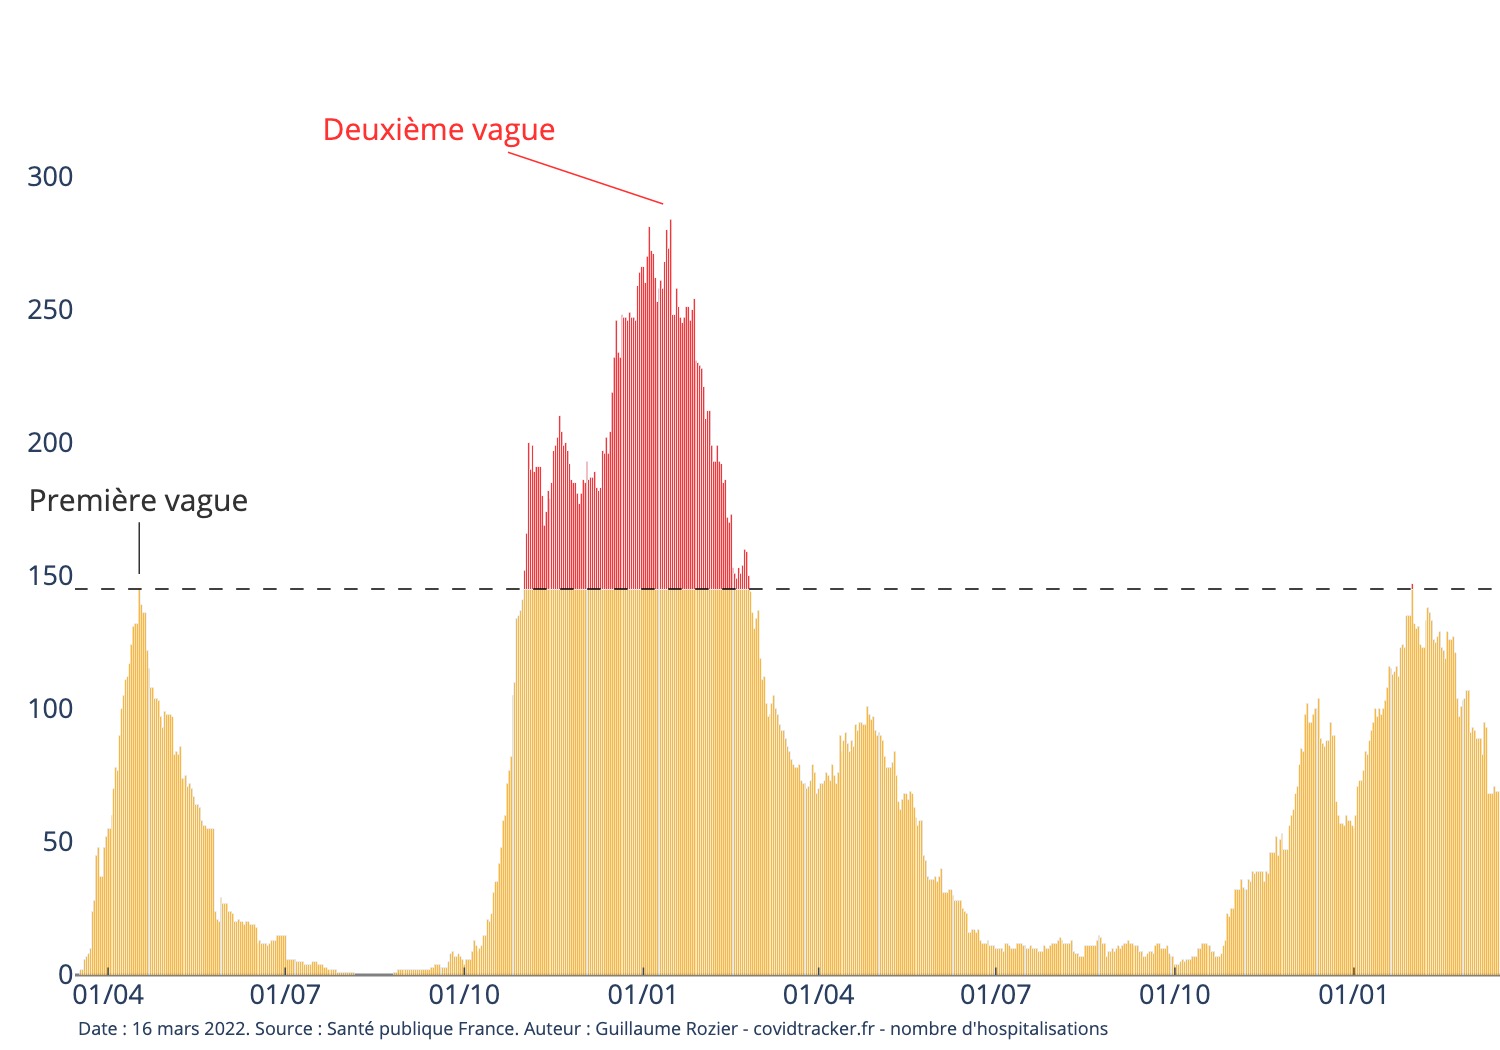 Deuxième vague
300
250
200
Première vague
150
100
50
0
01/04 01/07 01/10 01/01 01/04 01/07 01/10 01/01
Date : 16 mars 2022. Source : Santé publique France. Auteur : Guillaume Rozier - covidtracker.fr - nombre d'hospitalisations